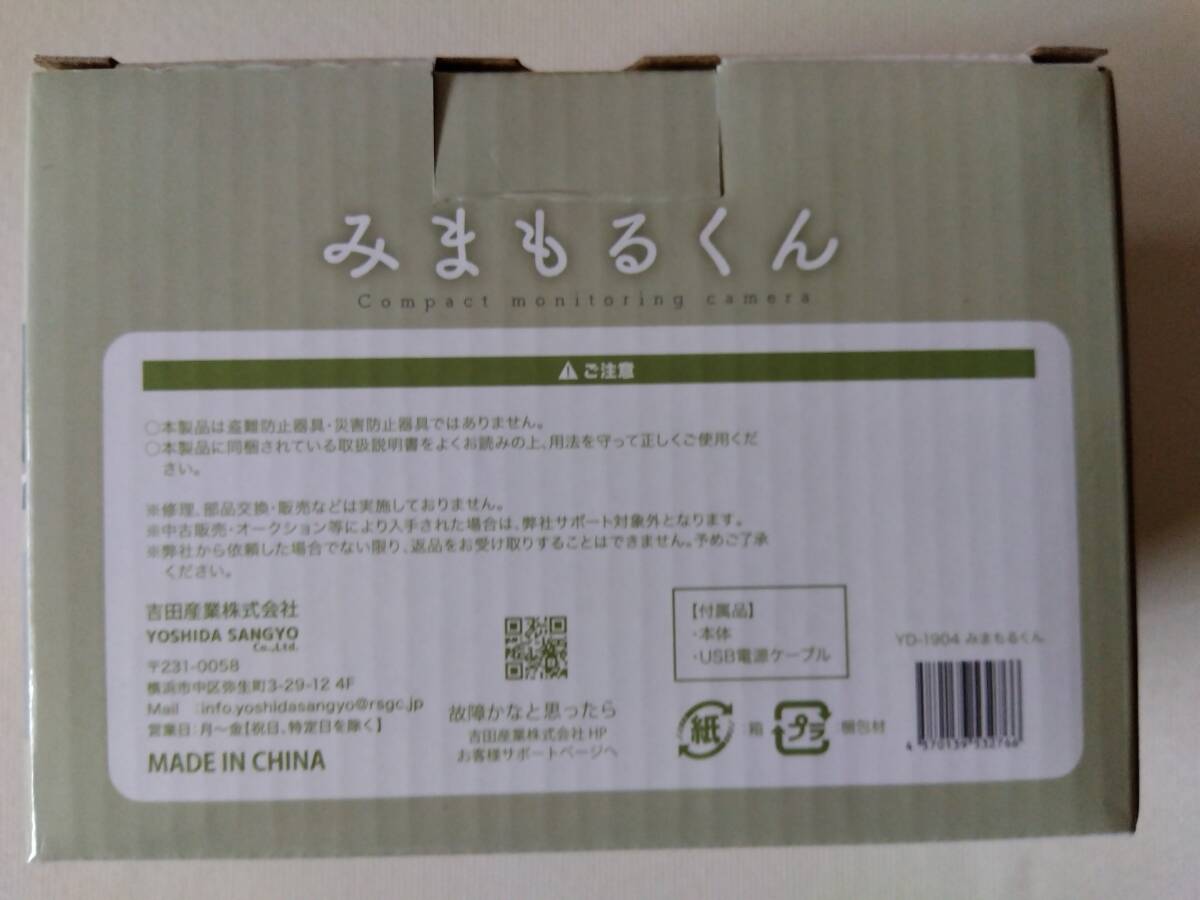 みまもるくん
Compact monitoring camera
⚠ご注意
○本製品は盗難防止器具・災害防止器具ではありません。
○本製品に同梱されている取扱説明書をよくお読みの上、用法を守って正しくご使用くだ
さい。
※修理、部品交換・販売などは実施しておりません。
※中古販売・オークション等により入手された場合は、弊社サポート対象外となります。
※弊社から依頼した場合でない限り、返品をお受け取りすることはできません。予めご了承
ください。
吉田産業株式会社
YOSHIDA SANGYO
Co.,Ltd.
〒231-0058
横浜市中区弥生町3-29-12 4F
Mail :info.yoshidasangyo@rsgc.jp
営業日:月〜金【祝日、特定日を除く】
MADE IN CHINA
故障かなと思ったら
吉田産業株式会社 HP
お客様サポートページへ
【付属品】
・本体
・USB電源ケーブル
紙 箱 プラ 梱包材
YD-1904 みまもるくん
4 570139 532766